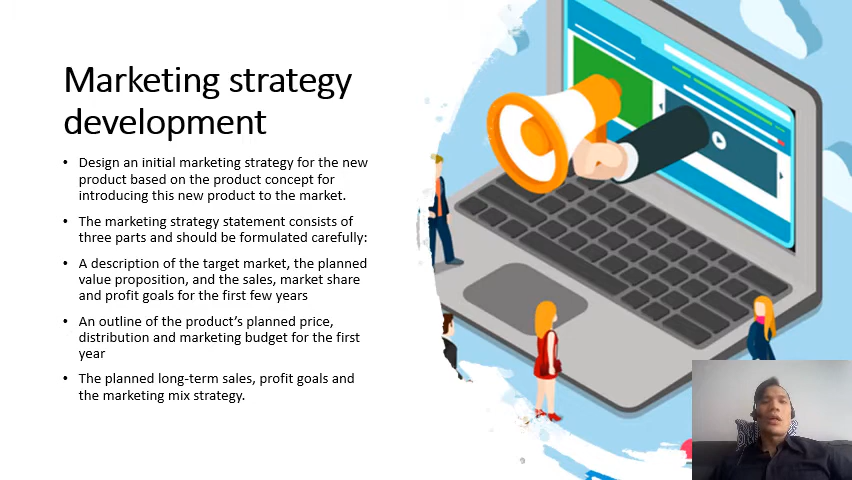 Marketing strategy
development
• Design an initial marketing strategy for the new
product based on the product concept for
introducing this new product to the market.
• The marketing strategy statement consists of
three parts and should be formulated carefully:
• A description of the target market, the planned
value proposition, and the sales, market share
and profit goals for the first few years
• An outline of the product’s planned price,
distribution and marketing budget for the first
year
• The planned long-term sales, profit goals and
the marketing mix strategy.